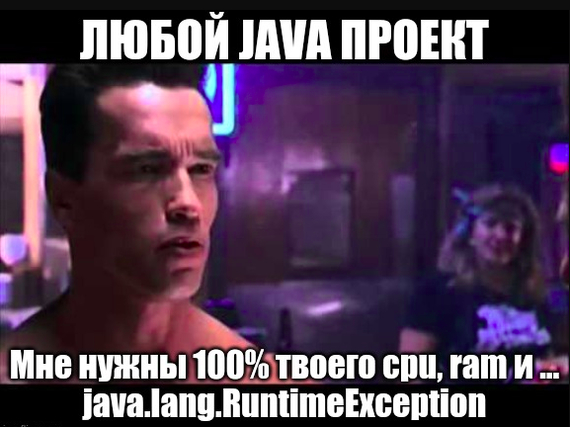 ЛЮБОЙ JAVA ПРОЕКТ
Мне нужны 100% твоего cpu, ram и ...
java.lang.RuntimeException